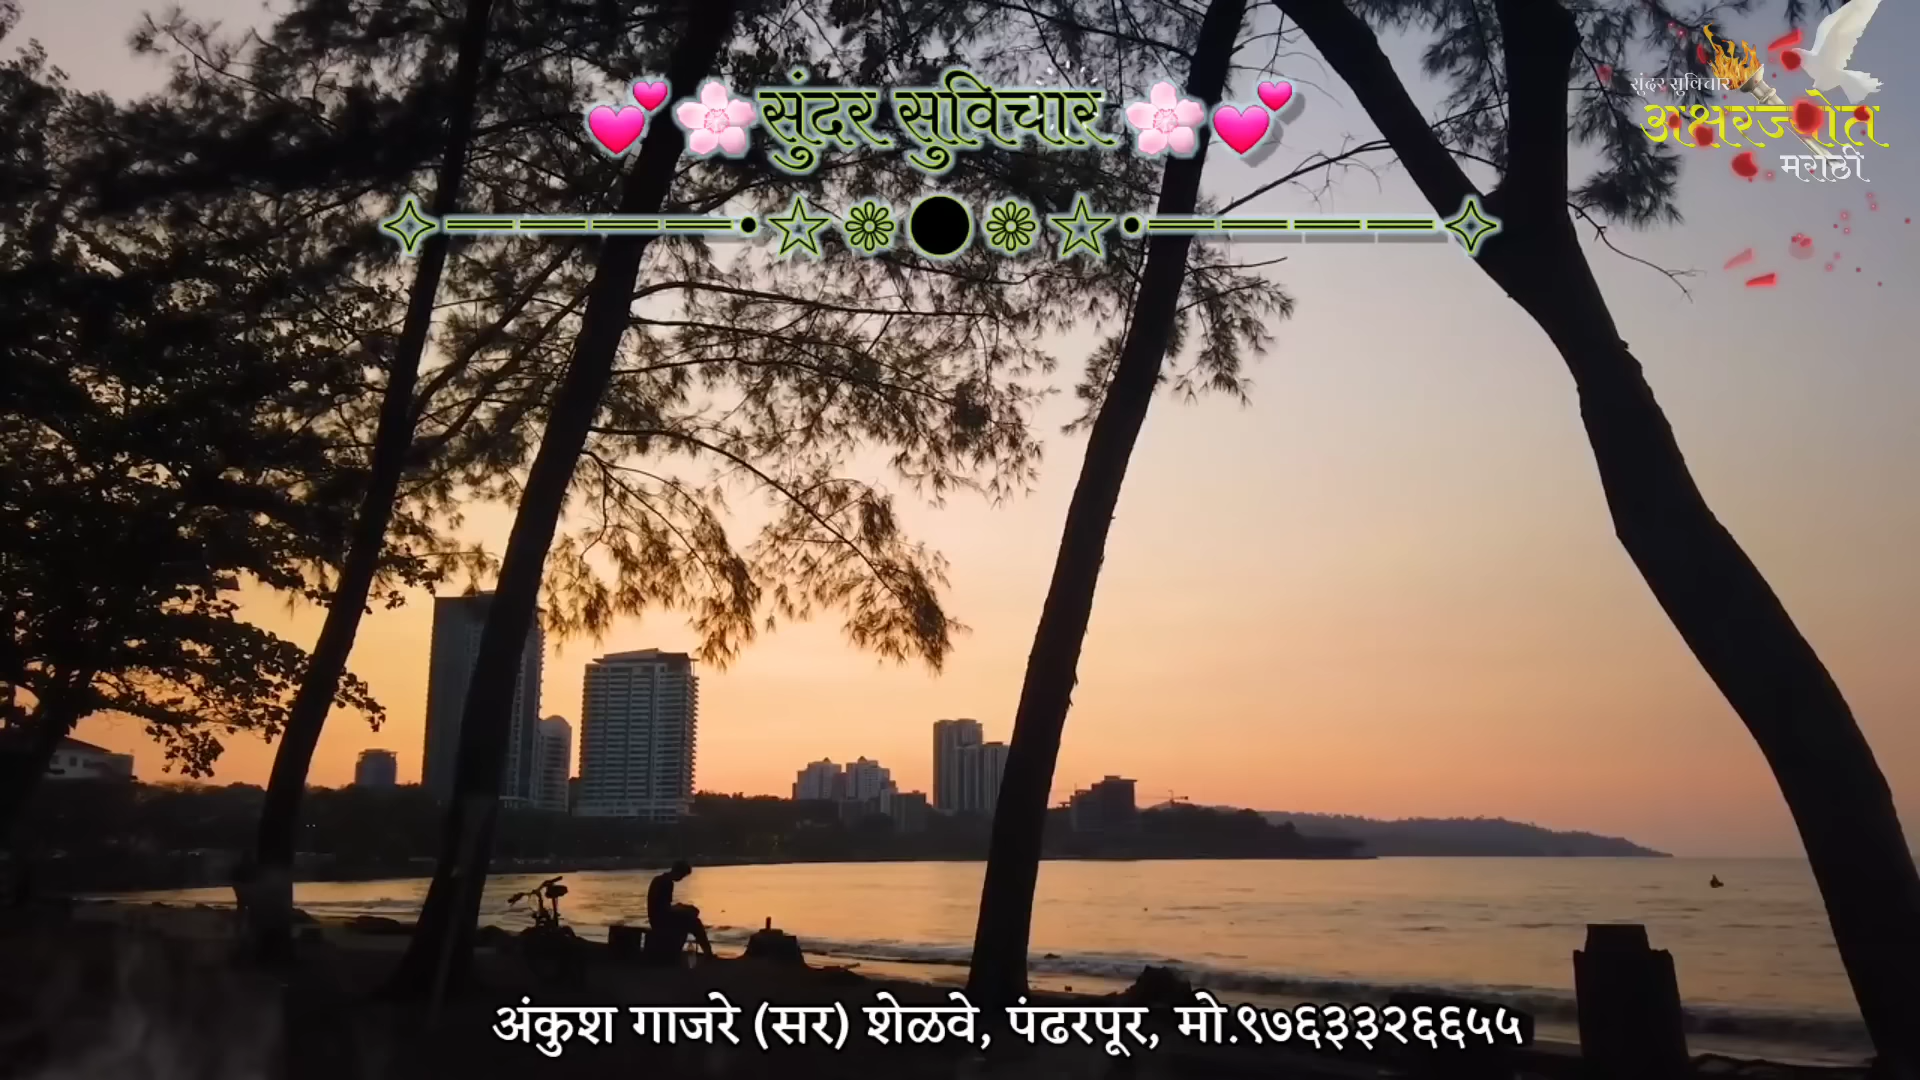 💕🌸सुंदर सुविचार 🌸💕
✧═════•☆❁●❁☆•═════✧
सुंदर सुविचार
अक्षरज्योत
मराठी
अंकुश गाजरे (सर) शेळवे, पंढरपूर, मो.९७६३३२६६५५